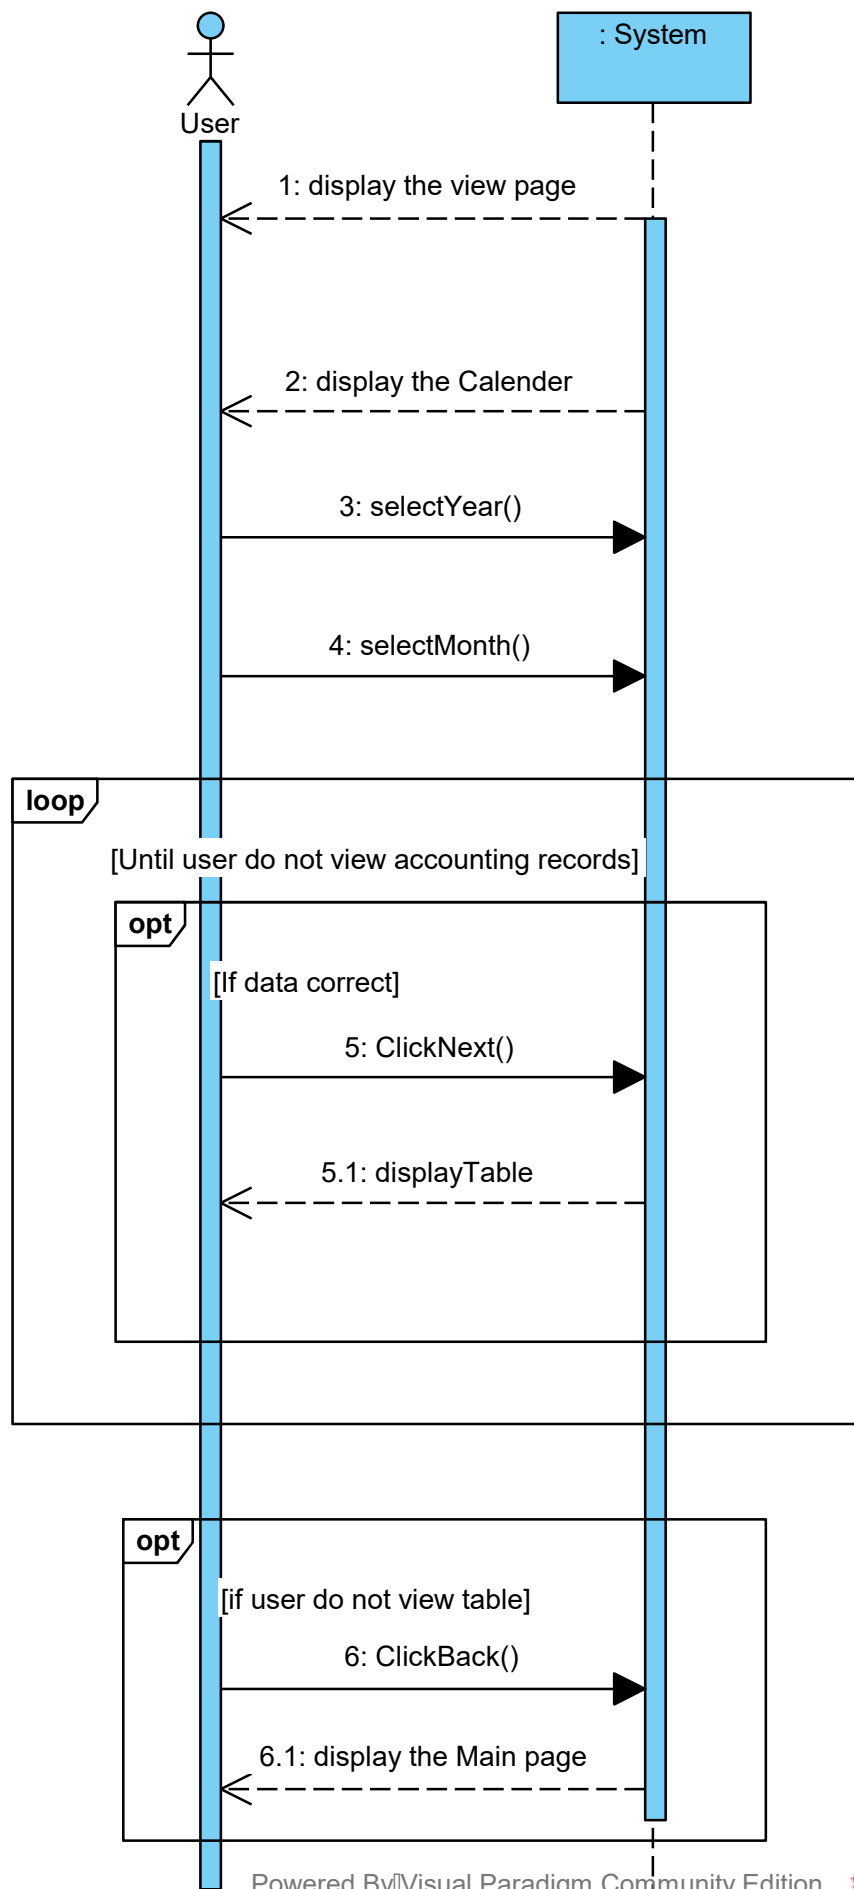 : System
User
1: display the view page
2: display the Calender
3: selectYear()
4: selectMonth()
loop
[Until user do not view accounting records]
opt
[If data correct]
5: ClickNext()
5.1: displayTable
opt
[if user do not view table]
6: ClickBack()
6.1: display the Main page
Powered By Visual Paradigm Community Edition